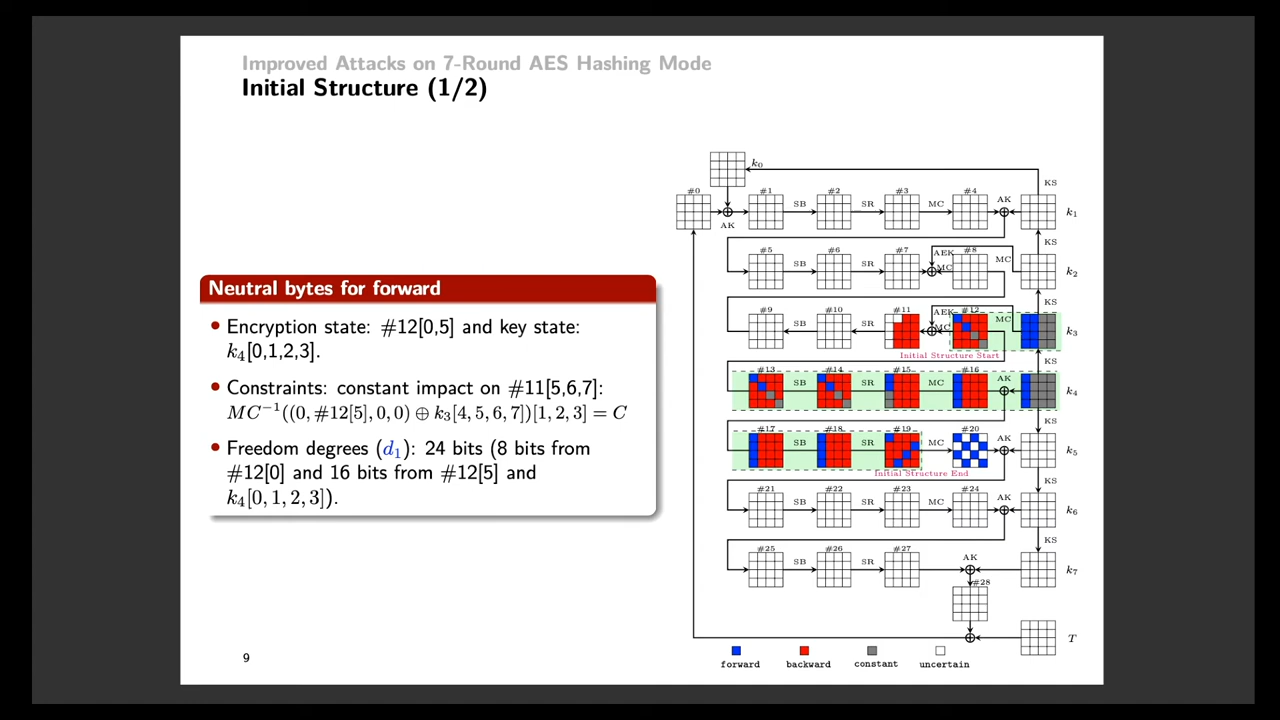 Improved Attacks on 7-Round AES Hashing Mode
Initial Structure (1/2)
Neutral bytes for forward
• Encryption state: #12[0,5] and key state:
k₄[0,1,2,3].
• Constraints: constant impact on #11[5,6,7]:
MC⁻¹((0, #12[5], 0, 0) ⊕ k₃[4, 5, 6, 7])[1, 2, 3] = C
• Freedom degrees (d₁): 24 bits (8 bits from
#12[0] and 16 bits from #12[5] and
k₄[0, 1, 2, 3]).
k₀
KS
#0 #1 #2 #3 #4
SB SR MC AK
k₁
AK
KS
#5 #6 #7 #8
AEK MC
SB SR MC
k₂
KS
#9 #10 #11 #12
AEK MC
SB SR MC
k₃
Initial Structure Start
KS
#13 #14 #15 #16
SB SR MC AK
k₄
KS
#17 #18 #19 #20
SB SR MC AK
k₅
Initial Structure End
KS
#21 #22 #23 #24
SB SR MC AK
k₆
KS
#25 #26 #27
AK
SB SR
k₇
#28
T
forward backward constant uncertain
9